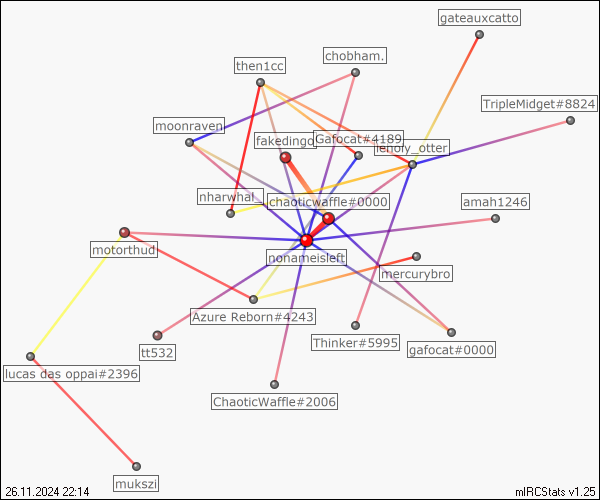 gateauxcatto
chobham.
then1cc
TripleMidget#8824
moonraven
Gafocat#4189
fakedingo
leholy_otter
nharwhal_
chaoticwaffle#0000
amah1246
motorthud
nonameisleft
mercurybro
Azure Reborn#4243
Thinker#5995
gafocat#0000
tt532
lucas das oppai#2396
ChaoticWaffle#2006
mukszi
26.11.2024 22:14
mIRCStats v1.25